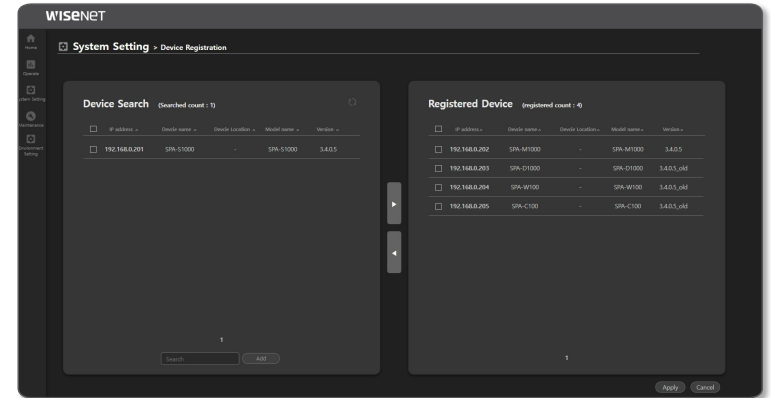 WISENET
Home
Operate
System Setting
Maintenance
Environment Setting
System Setting > Device Registration
Device Search (Searched count : 1)
IP address Device name Device Location Model name Version
192.168.0.201 SPA-S1000 - SPA-S1000 3.4.0.5
1
Search Add
Registered Device (registered count : 4)
IP address Device name Device Location Model name Version
192.168.0.202 SPA-M1000 - SPA-M1000 3.4.0.5
192.168.0.203 SPA-D1000 - SPA-D1000 3.4.0.5_old
192.168.0.204 SPA-W100 - SPA-W100 3.4.0.5_old
192.168.0.205 SPA-C100 - SPA-C100 3.4.0.5_old
1
Apply Cancel